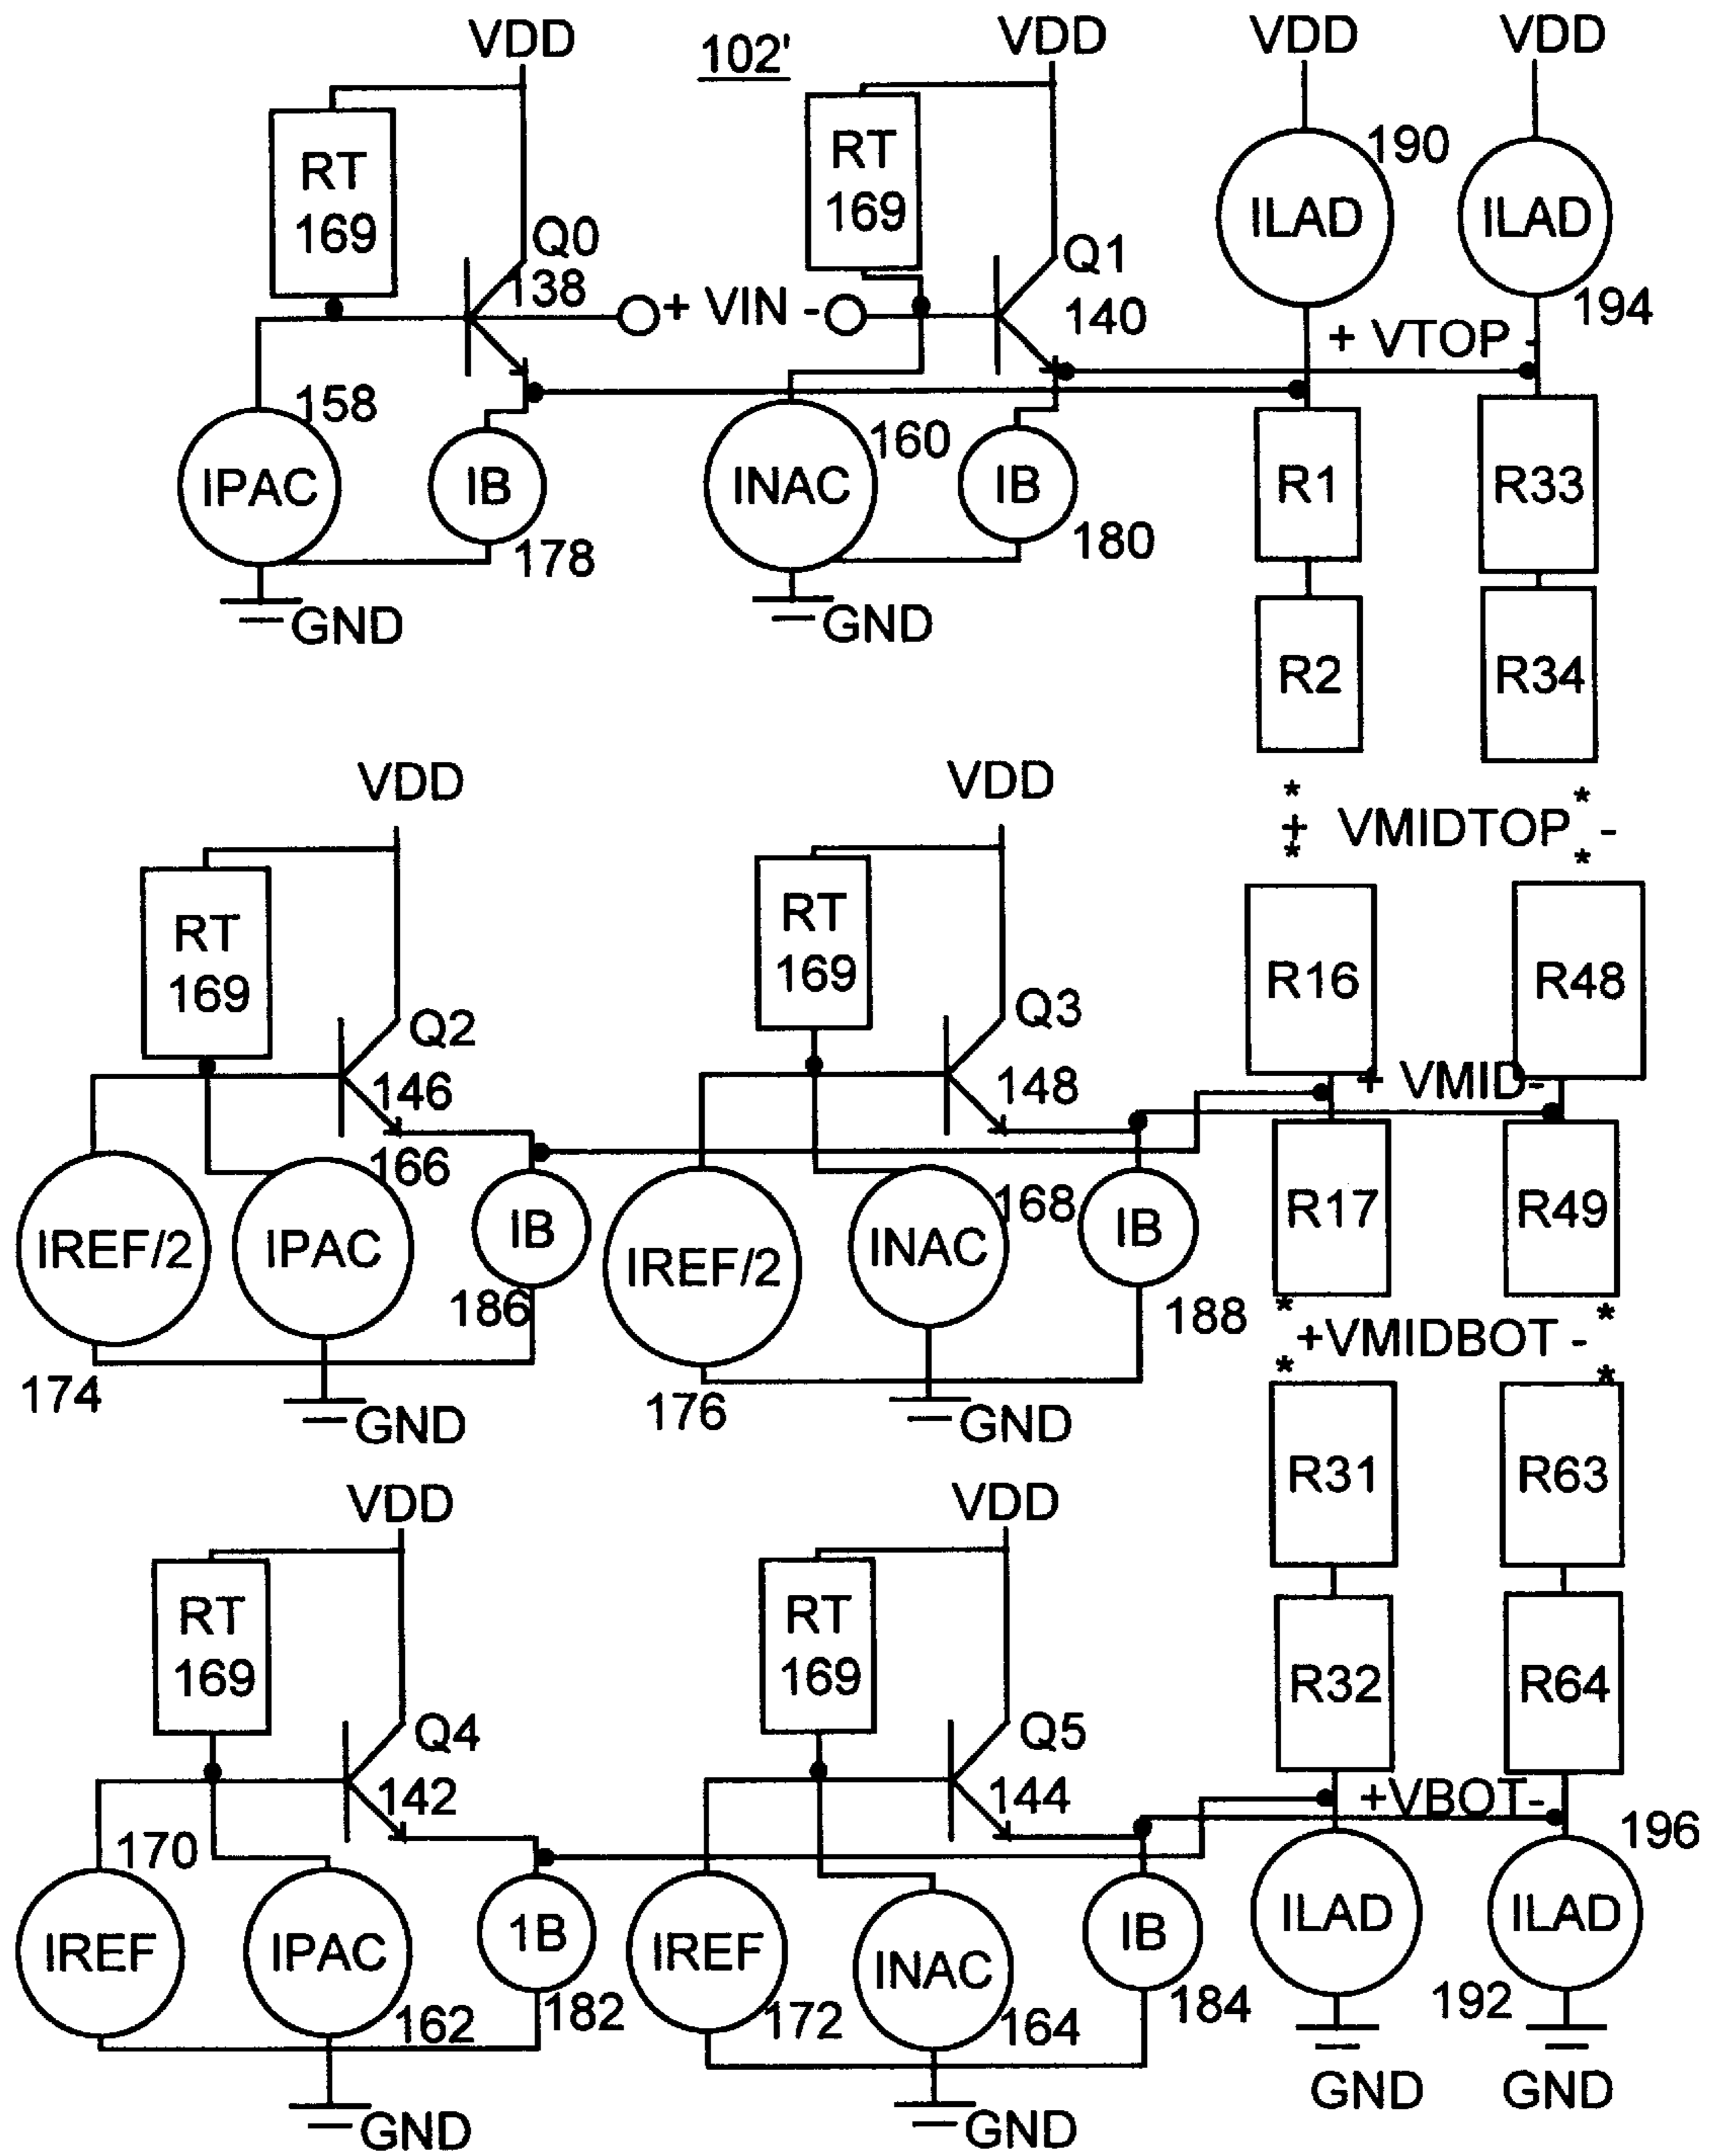 102'
VDD
VDD
VDD
VDD
RT
169
RT
169
190
ILAD
ILAD
194
Q0
138
+ VIN -
Q1
140
+ VTOP -
158
IPAC
IB
178
160
INAC
IB
180
R1
R33
GND
GND
R2
R34
VDD
VDD
*
*
+ VMIDTOP -
*
*
RT
169
RT
169
R16
R48
Q2
146
Q3
148
+ VMID-
166
IREF/2
IPAC
IB
186
168
IREF/2
INAC
IB
188
R17
R49
174
GND
176
GND
*
*
+VMIDBOT -
*
*
R31
R63
VDD
VDD
RT
169
RT
169
R32
R64
Q4
142
Q5
144
+VBOT-
196
170
IREF
IPAC
1B
162
182
IREF
INAC
IB
172
164
184
ILAD
ILAD
192
GND
GND
GND
GND